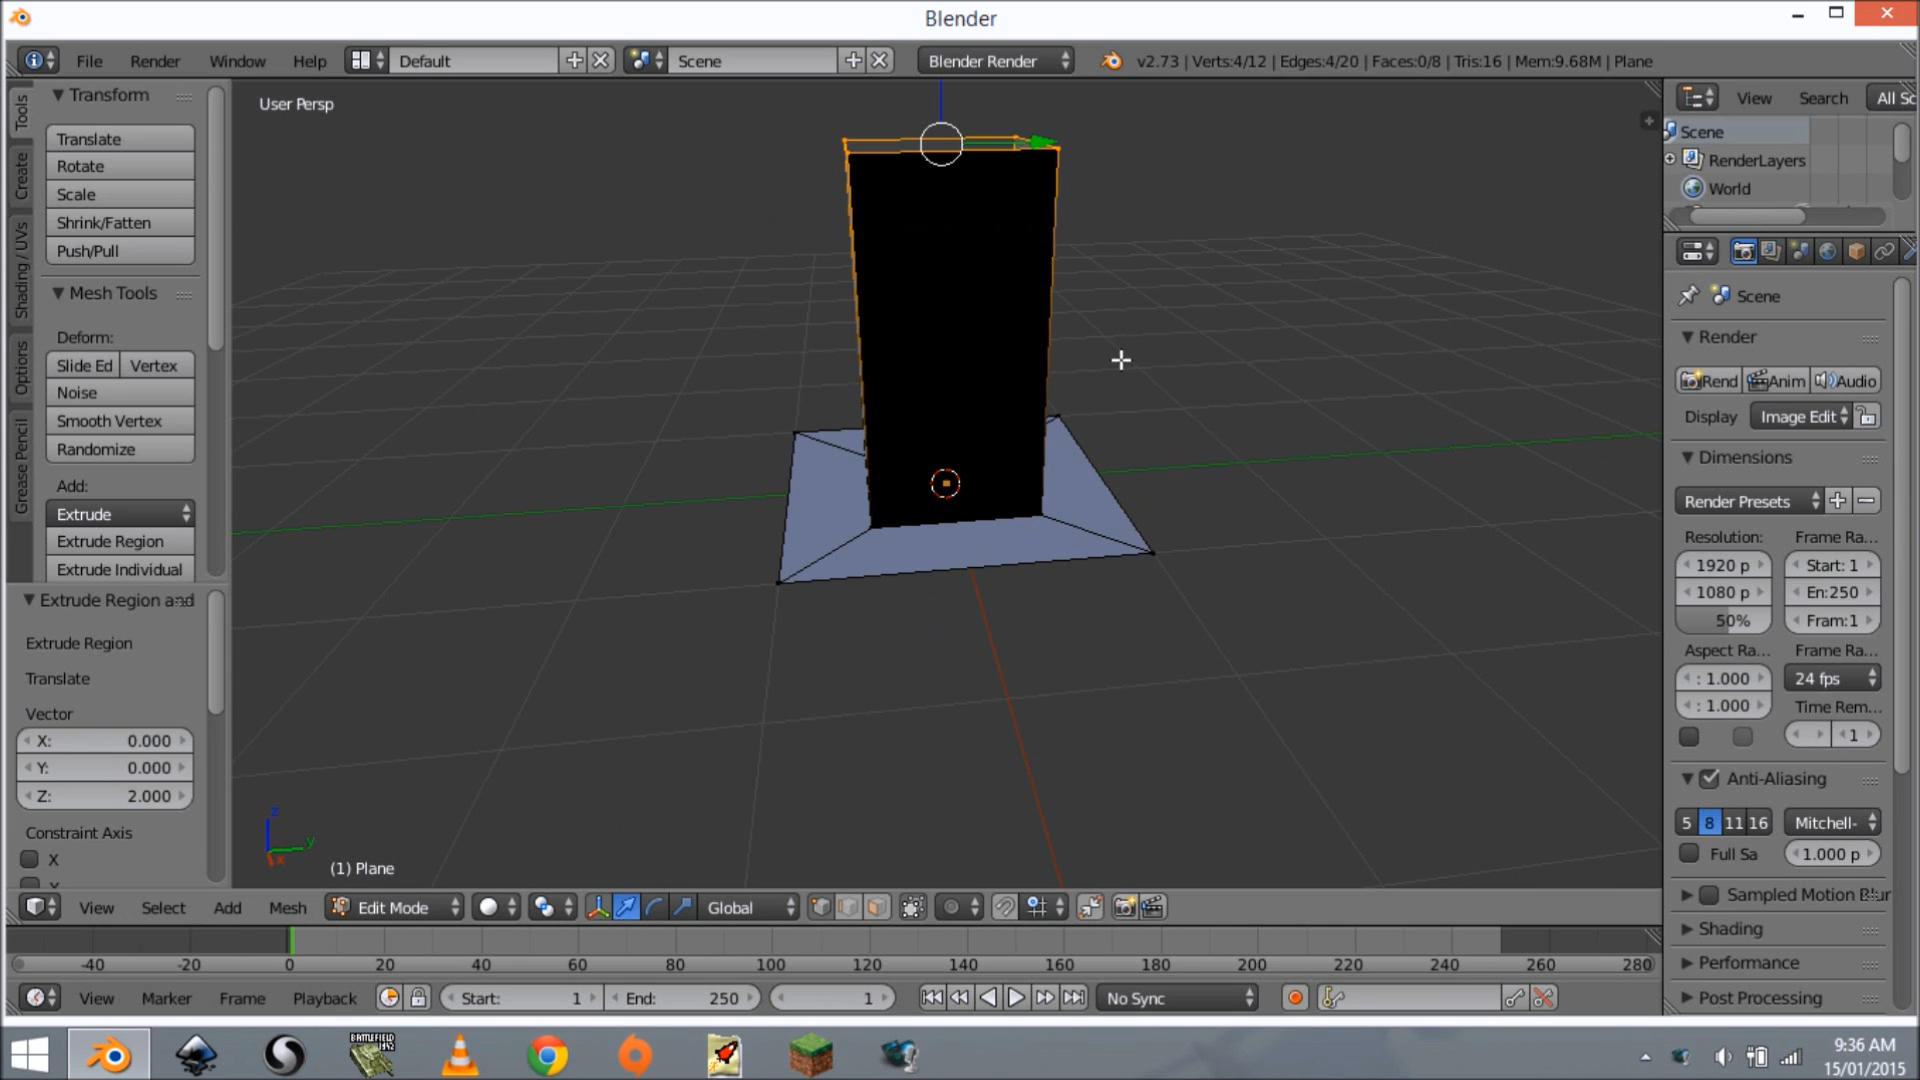 Blender
File Render Window Help Default Scene Blender Render v2.73 | Verts:4/12 | Edges:4/20 | Faces:0/8 | Tris:16 | Mem:9.68M | Plane
Tools
Create
Shading / UVs
Options
Grease Pencil
Transform
Translate
Rotate
Scale
Shrink/Fatten
Push/Pull
Mesh Tools
Deform:
Slide Ed Vertex
Noise
Smooth Vertex
Randomize
Add:
Extrude
Extrude Region
Extrude Individual
Extrude Region and
Extrude Region
Translate
Vector
X: 0.000
Y: 0.000
Z: 2.000
Constraint Axis
X
User Persp
z
y
x
(1) Plane
View Search All Sc
Scene
RenderLayers
World
Scene
Render
Rend Anim Audio
Display Image Edit
Dimensions
Render Presets
Resolution: Frame Ra...
1920 p Start: 1
1080 p En:250
50% Fram:1
Aspect Ra... Frame Ra...
: 1.000 24 fps
: 1.000 Time Rem...
1
Anti-Aliasing
5 8 11 16 Mitchell-
Full Sa 1.000 p
Sampled Motion Blur
Shading
Performance
Post Processing
View Select Add Mesh Edit Mode Global
-40 -20 0 20 40 60 80 100 120 140 160 180 200 220 240 260 280
View Marker Frame Playback Start: 1 End: 250 1 No Sync
BATTLEFIELD
1942
9:36 AM
15/01/2015